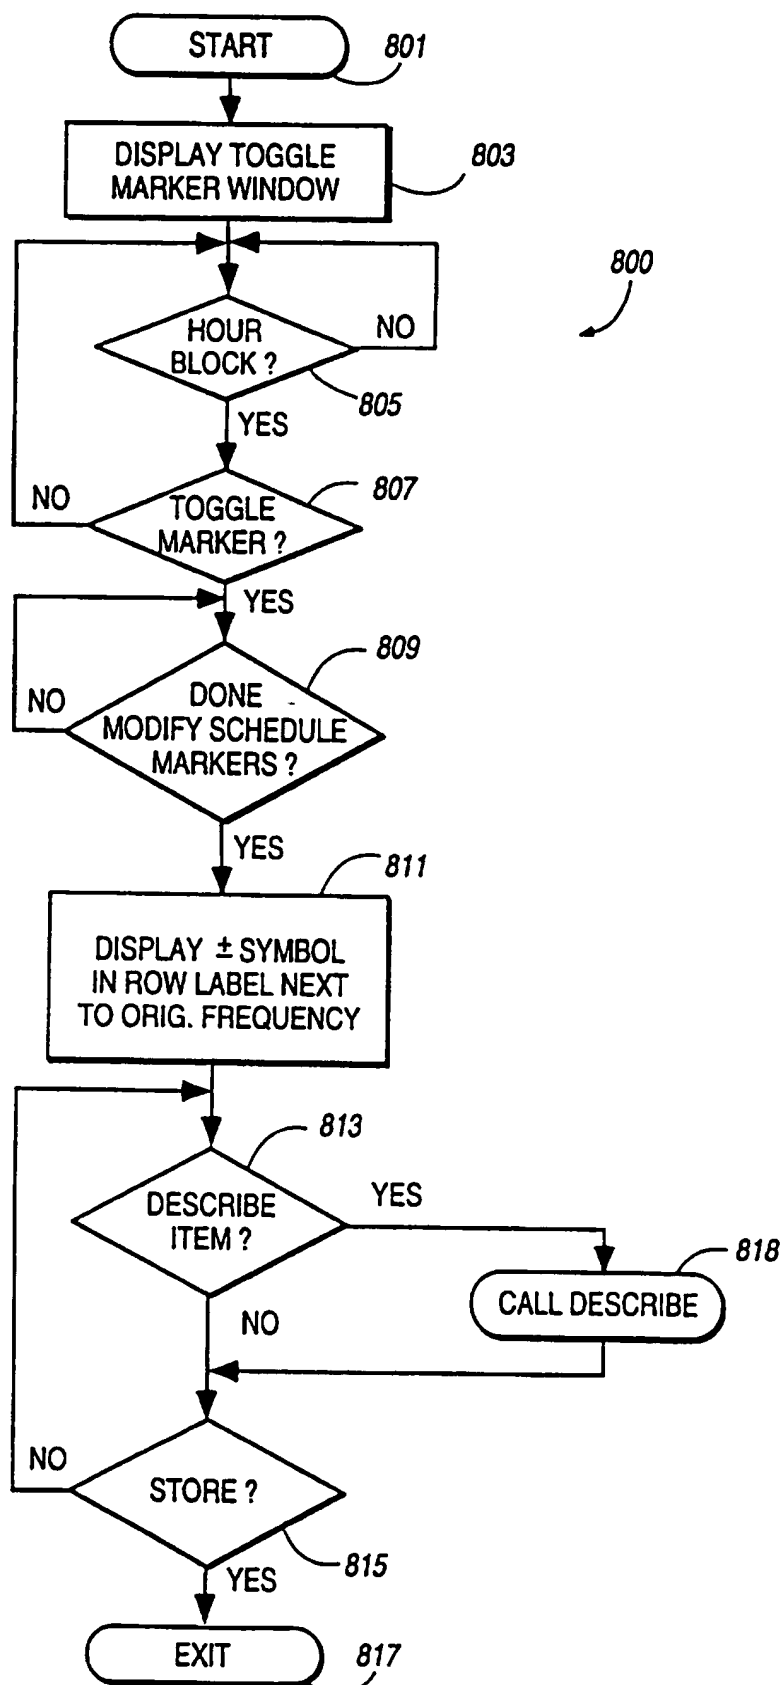 START
801
DISPLAY TOGGLE
MARKER WINDOW
803
800
HOUR
BLOCK ?
NO
805
YES
NO
807
TOGGLE
MARKER ?
YES
809
NO
DONE
MODIFY SCHEDULE
MARKERS ?
YES
811
DISPLAY ± SYMBOL
IN ROW LABEL NEXT
TO ORIG. FREQUENCY
813
DESCRIBE
ITEM ?
YES
818
CALL DESCRIBE
NO
NO
STORE ?
815
YES
EXIT
817